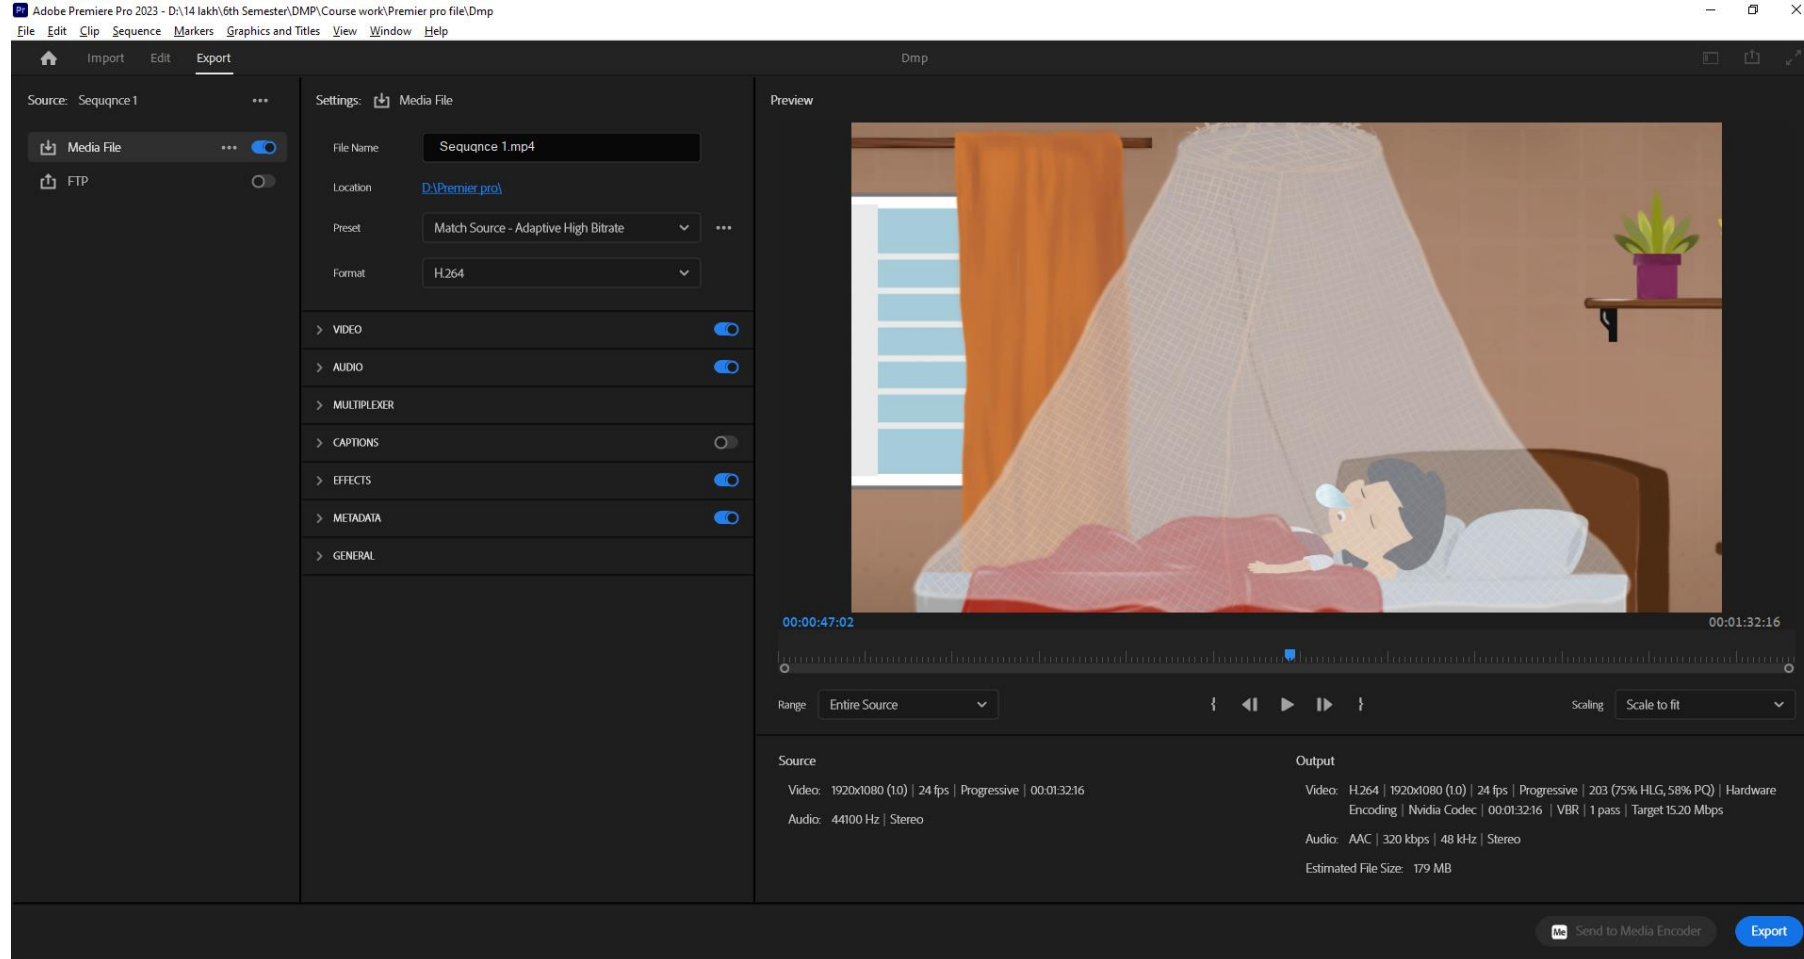 Pr Adobe Premiere Pro 2023 - D:\14 lakh\6th Semester\DMP\Course work\Premier pro file\Dmp
File Edit Clip Sequence Markers Graphics and Titles View Window Help
Import Edit Export Dmp
Source: Sequqnce 1 •••
Media File •••
FTP
Settings: Media File
File Name Sequqnce 1.mp4
Location D:\Premier pro\
Preset Match Source - Adaptive High Bitrate •••
Format H.264
> VIDEO
> AUDIO
> MULTIPLEXER
> CAPTIONS
> EFFECTS
> METADATA
> GENERAL
Preview
00:00:47:02 00:01:32:16
Range Entire Source Scaling Scale to fit
Source
Video: 1920x1080 (1.0) | 24 fps | Progressive | 00:01:32:16
Audio: 44100 Hz | Stereo
Output
Video: H.264 | 1920x1080 (1.0) | 24 fps | Progressive | 203 (75% HLG, 58% PQ) | Hardware
Encoding | Nvidia Codec | 00:01:32:16 | VBR | 1 pass | Target 15.20 Mbps
Audio: AAC | 320 kbps | 48 kHz | Stereo
Estimated File Size: 179 MB
Me Send to Media Encoder Export